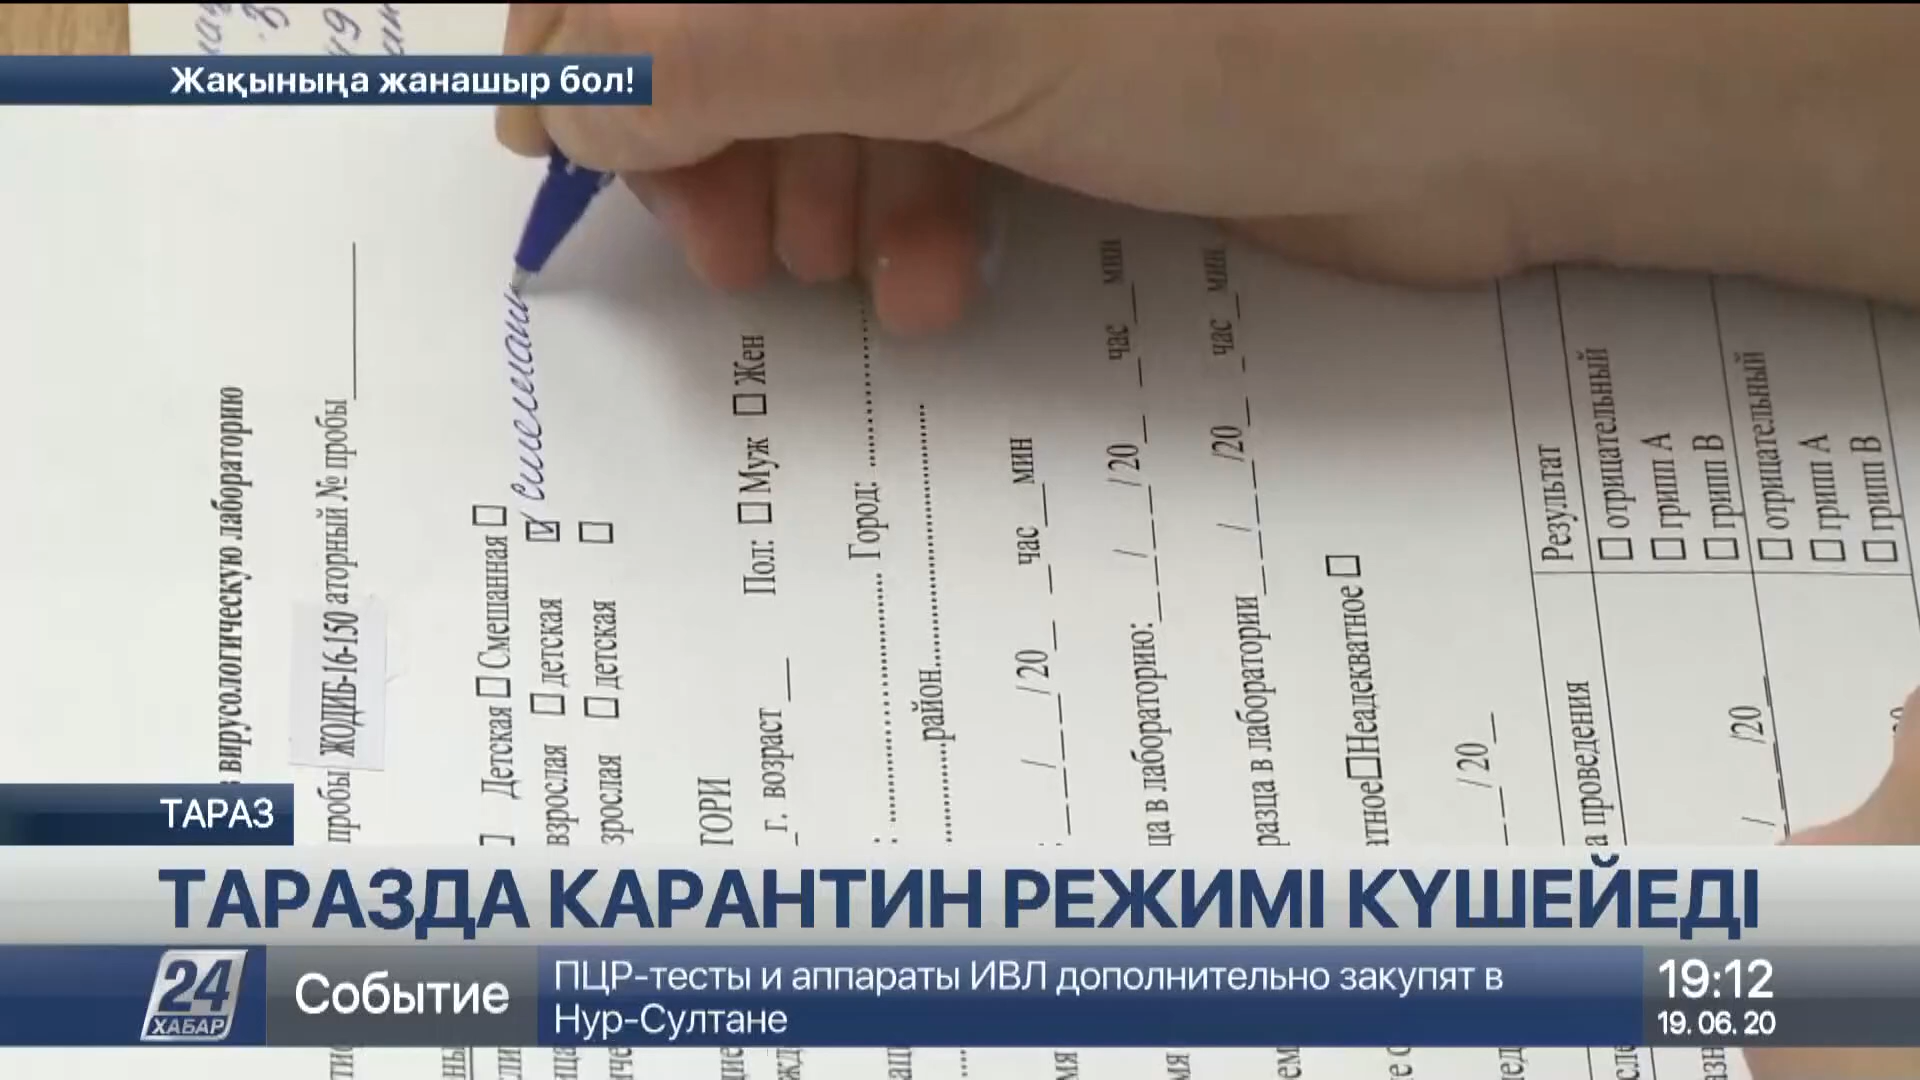 Жақыныңа жанашыр бол!
вирусологическую лабораторию
пробы ЖОДИБ-16-150 аторный № пробы
Детская Смешанная
взрослая детская
зрослая детская
ГОРИ
г. возраст Пол: Муж Жен
Город:
район
/20 час мин
ца в лабораторию: / /20 час мин
разца в лаборатории / /20 час мин
атное Неадекватное
/20
а проведения Результат
отрицательный
грипп А
грипп В
/ /20 отрицательный
грипп А
грипп В
ТАРАЗ
ТАРАЗДА КАРАНТИН РЕЖИМІ КҮШЕЙЕДІ
24 ХАБАР
Событие
ПЦР-тесты и аппараты ИВЛ дополнительно закупят в
Нур-Султане
19:12
19. 06. 20